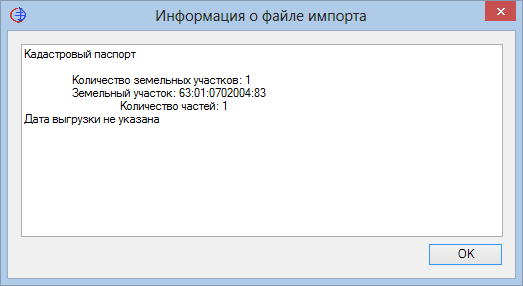 Информация о файле импорта
Кадастровый паспорт
Количество земельных участков: 1
Земельный участок: 63:01:0702004:83
Количество частей: 1
Дата выгрузки не указана
OK